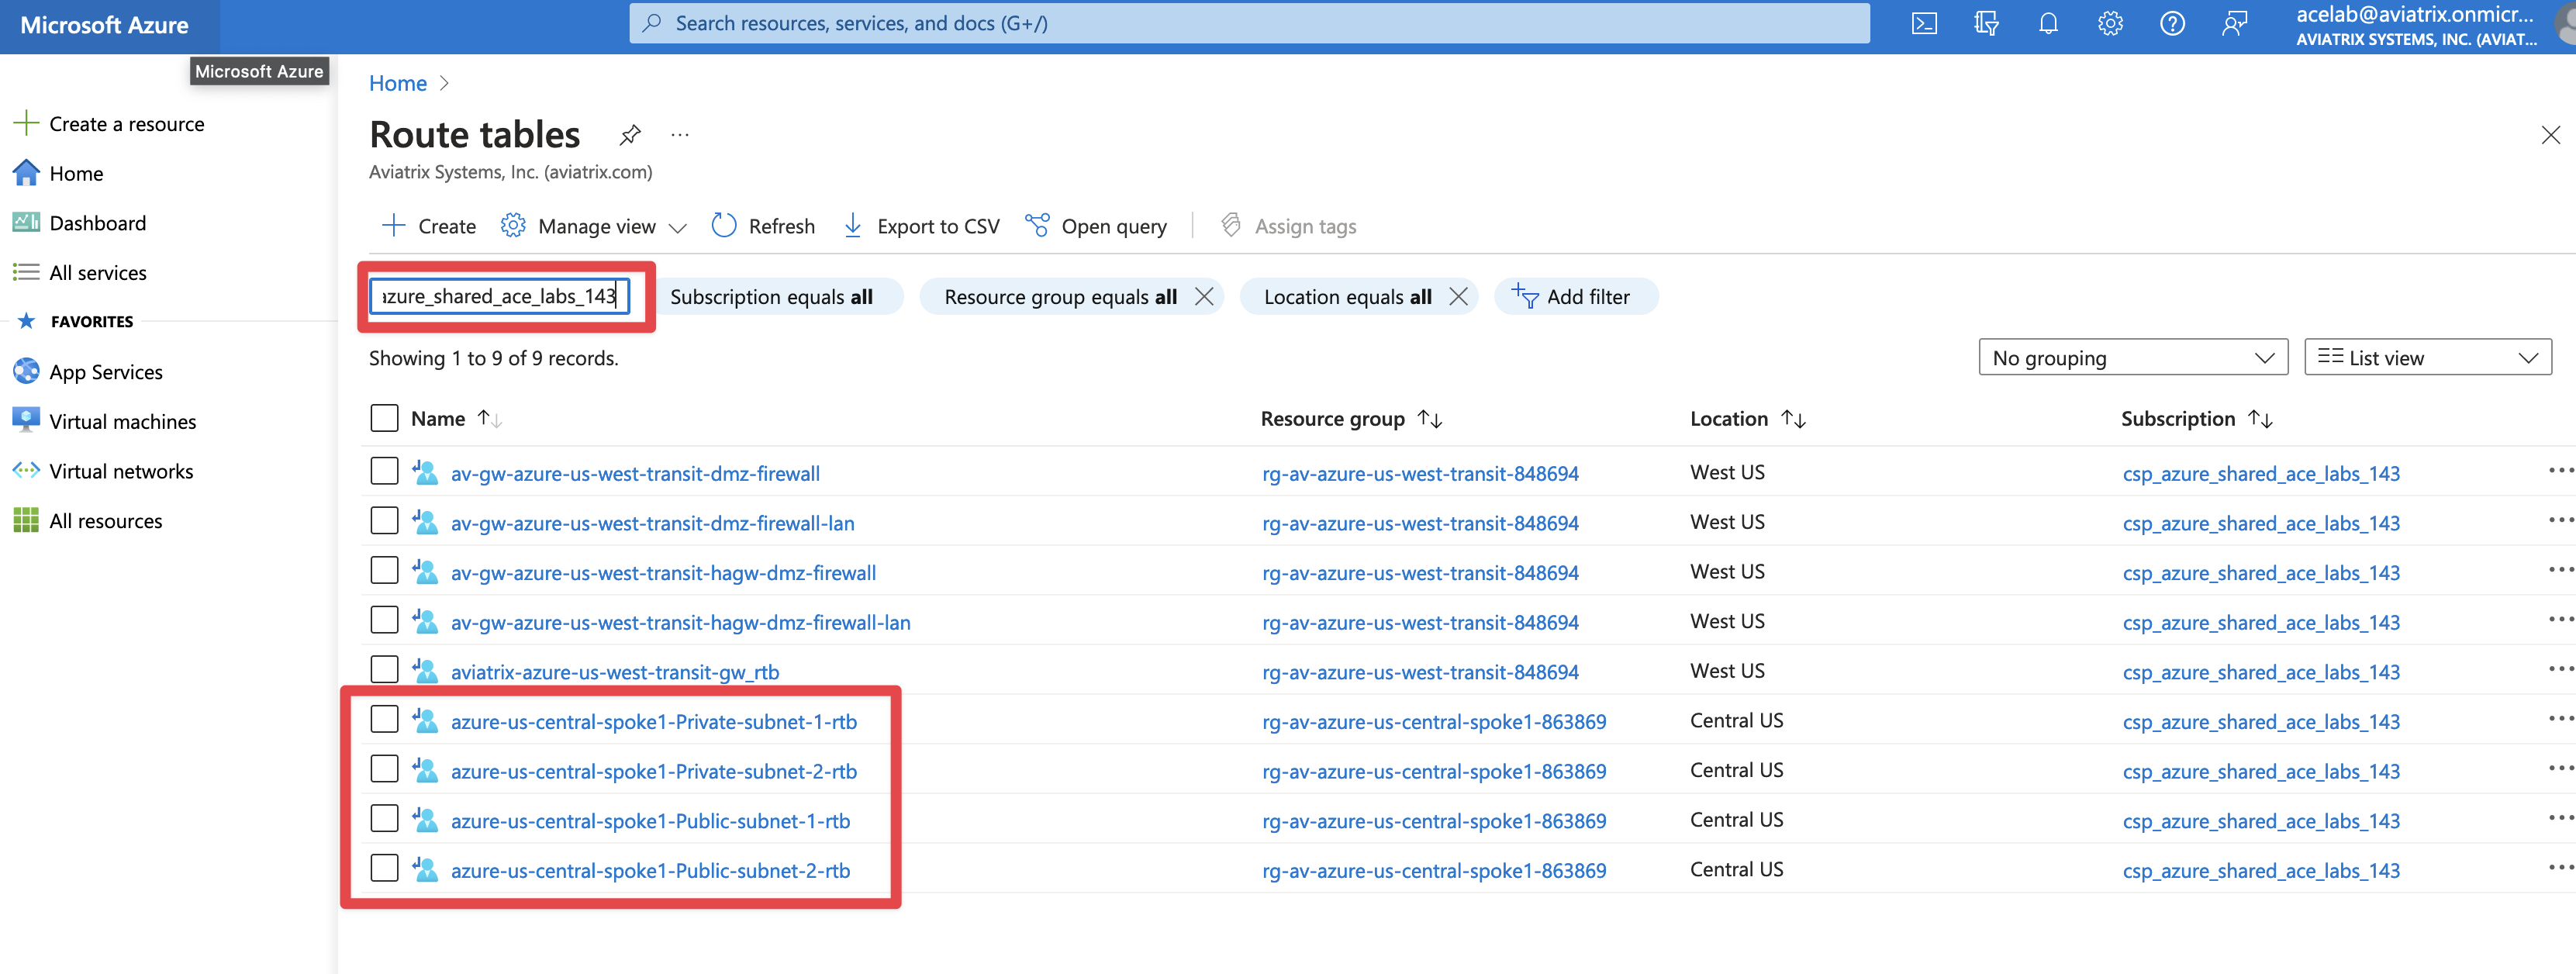 Microsoft Azure
Search resources, services, and docs (G+/)
acelab@aviatrix.onmicr...
AVIATRIX SYSTEMS, INC. (AVIAT...
Microsoft Azure
Create a resource
Home
Dashboard
All services
FAVORITES
App Services
Virtual machines
Virtual networks
All resources
Home
Route tables
...
Aviatrix Systems, Inc. (aviatrix.com)
Create Manage view Refresh Export to CSV Open query Assign tags
azure_shared_ace_labs_143 Subscription equals all Resource group equals all Location equals all Add filter
Showing 1 to 9 of 9 records. No grouping List view
Name Resource group Location Subscription
av-gw-azure-us-west-transit-dmz-firewall rg-av-azure-us-west-transit-848694 West US csp_azure_shared_ace_labs_143 ...
av-gw-azure-us-west-transit-dmz-firewall-lan rg-av-azure-us-west-transit-848694 West US csp_azure_shared_ace_labs_143 ...
av-gw-azure-us-west-transit-hagw-dmz-firewall rg-av-azure-us-west-transit-848694 West US csp_azure_shared_ace_labs_143 ...
av-gw-azure-us-west-transit-hagw-dmz-firewall-lan rg-av-azure-us-west-transit-848694 West US csp_azure_shared_ace_labs_143 ...
aviatrix-azure-us-west-transit-gw_rtb rg-av-azure-us-west-transit-848694 West US csp_azure_shared_ace_labs_143 ...
azure-us-central-spoke1-Private-subnet-1-rtb rg-av-azure-us-central-spoke1-863869 Central US csp_azure_shared_ace_labs_143 ...
azure-us-central-spoke1-Private-subnet-2-rtb rg-av-azure-us-central-spoke1-863869 Central US csp_azure_shared_ace_labs_143 ...
azure-us-central-spoke1-Public-subnet-1-rtb rg-av-azure-us-central-spoke1-863869 Central US csp_azure_shared_ace_labs_143 ...
azure-us-central-spoke1-Public-subnet-2-rtb rg-av-azure-us-central-spoke1-863869 Central US csp_azure_shared_ace_labs_143 ...